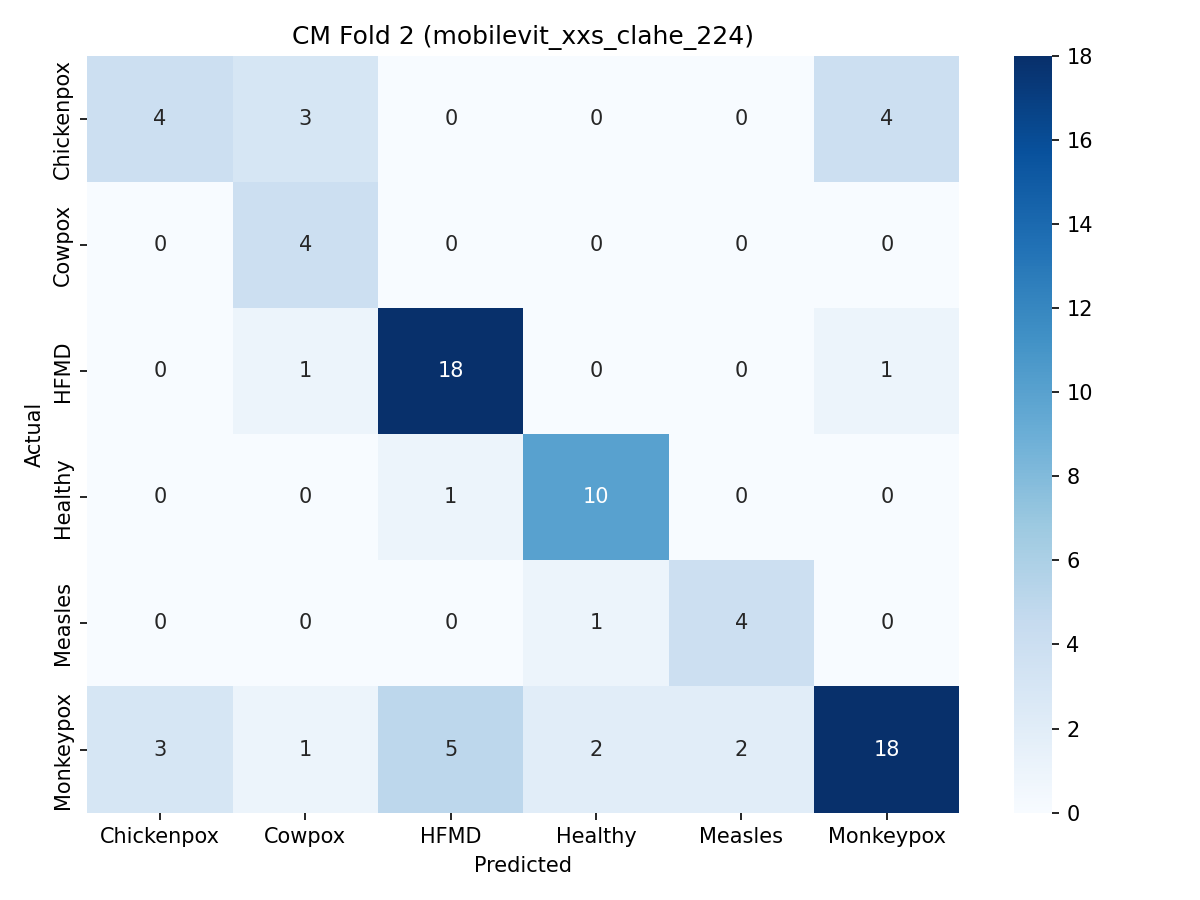 CM Fold 2 (mobilevit_xxs_clahe_224)
Actual
Chickenpox 4 3 0 0 0 4
Cowpox 0 4 0 0 0 0
HFMD 0 1 18 0 0 1
Healthy 0 0 1 10 0 0
Measles 0 0 0 1 4 0
Monkeypox 3 1 5 2 2 18
Chickenpox Cowpox HFMD Healthy Measles Monkeypox
Predicted
18
16
14
12
10
8
6
4
2
0